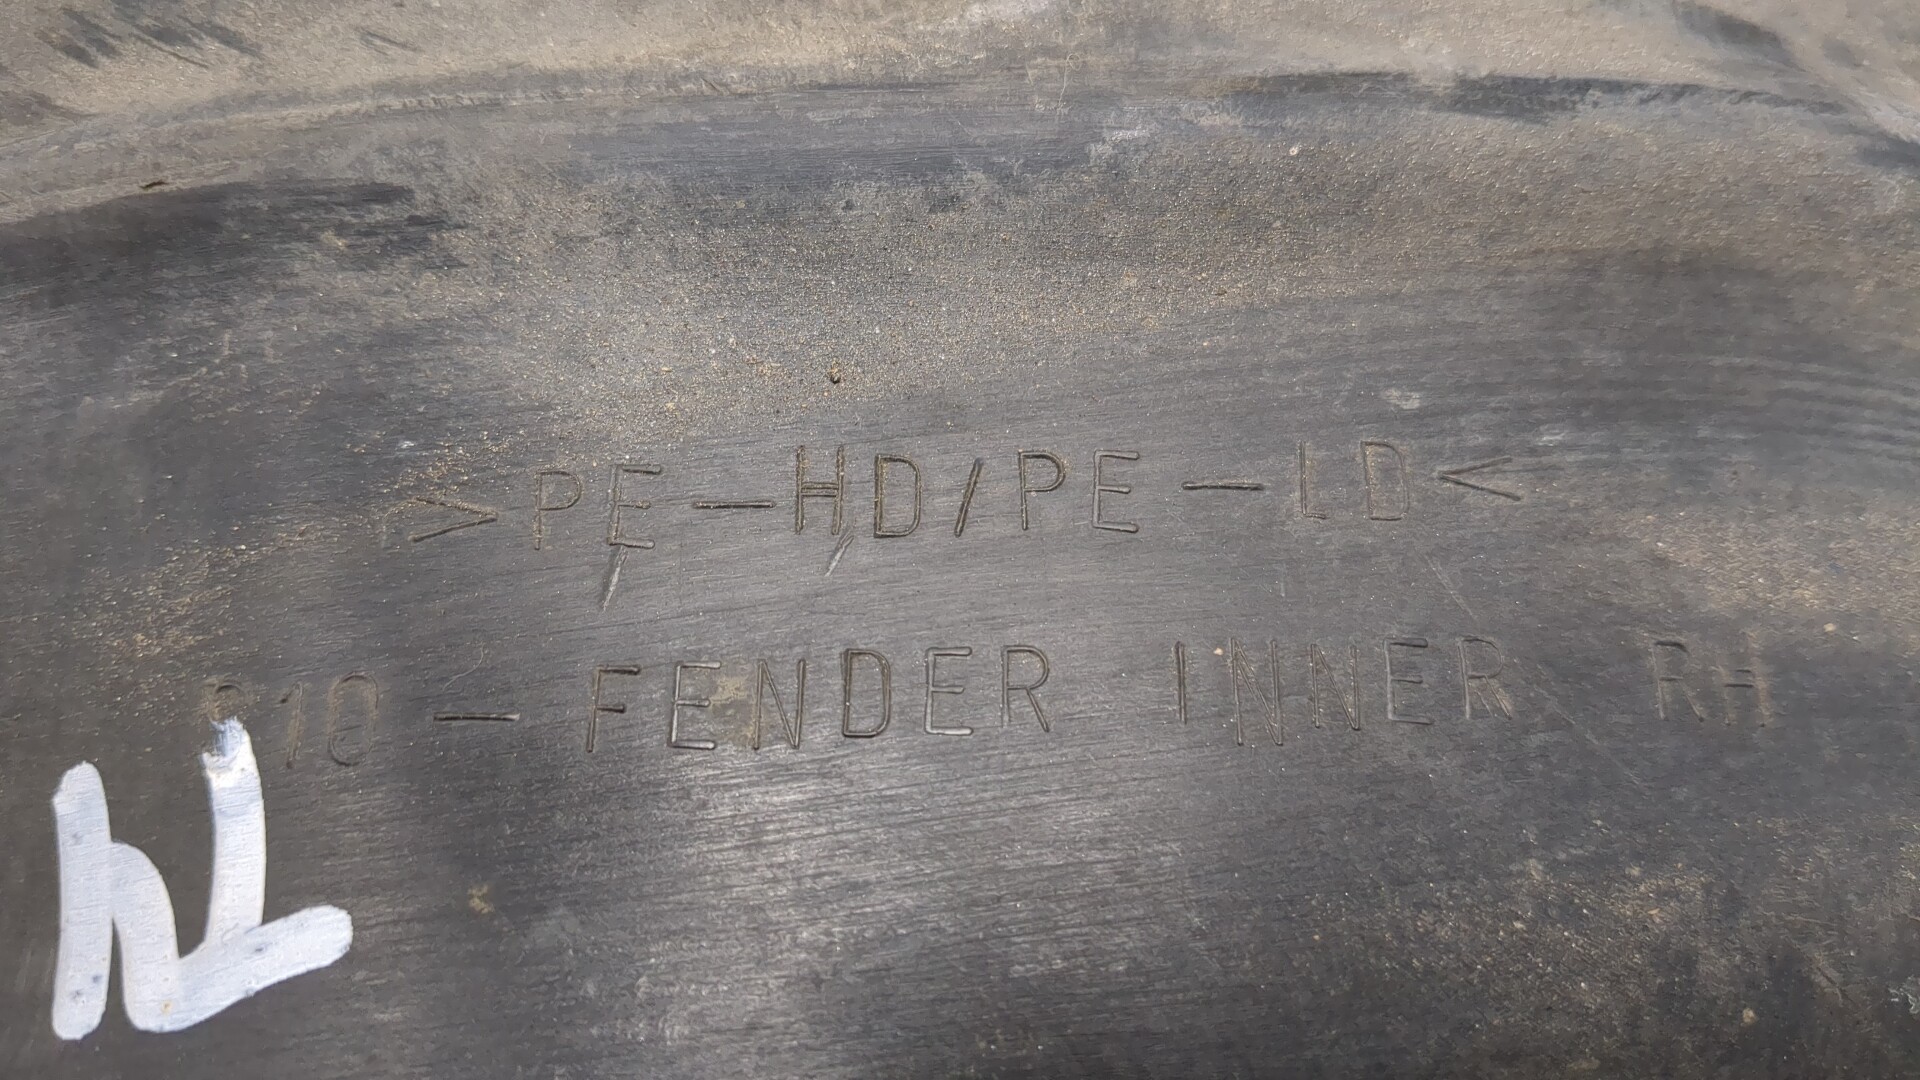 >PE-HD/PE-LD<
FENDER INNER RH